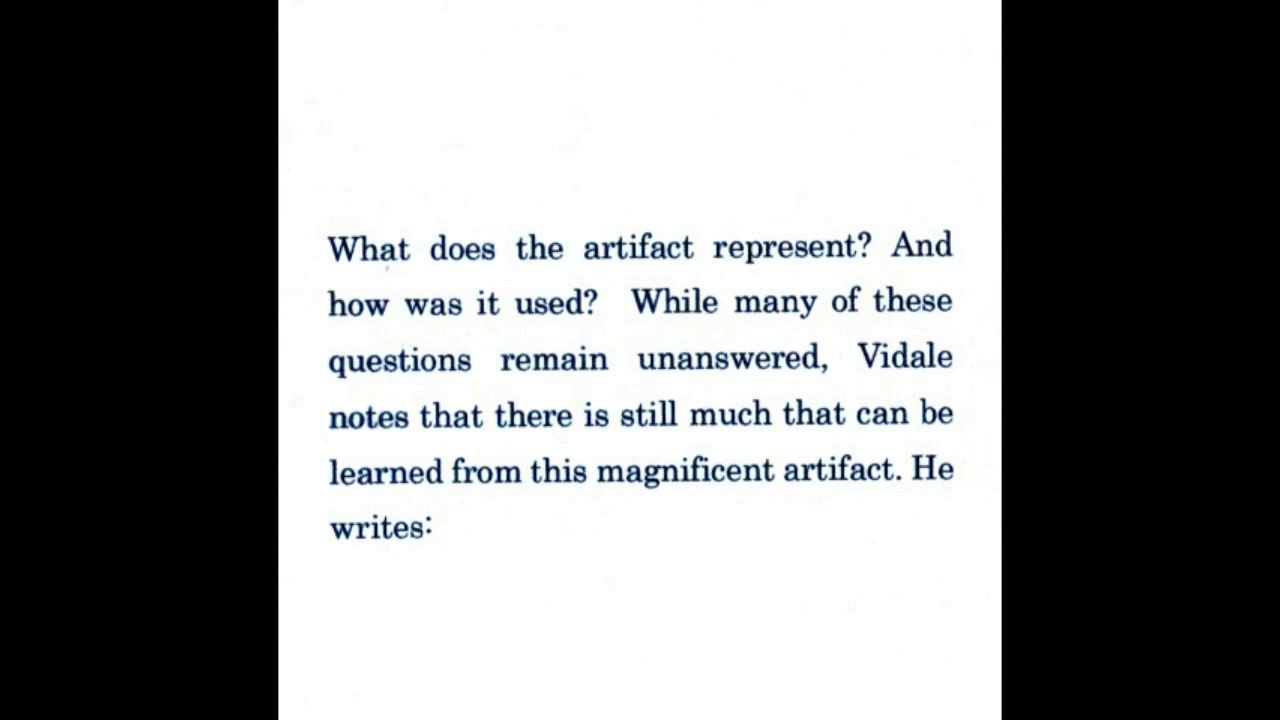 What does the artifact represent? And
how was it used? While many of these
questions remain unanswered, Vidale
notes that there is still much that can be
learned from this magnificent artifact. He
writes: